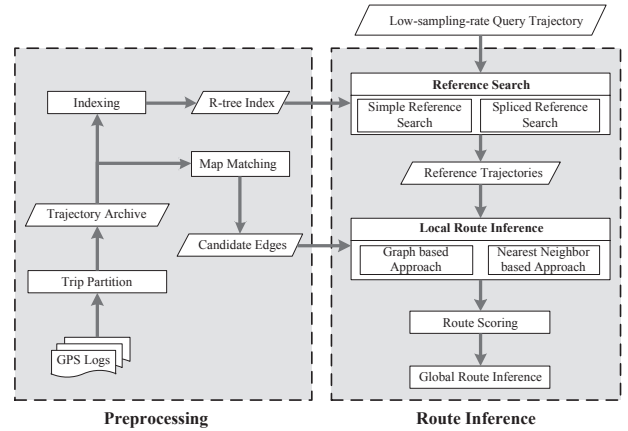 Low-sampling-rate Query Trajectory
Indexing
R-tree Index
Map Matching
Trajectory Archive
Candidate Edges
Trip Partition
GPS Logs
Preprocessing
Reference Search
Simple Reference
Search
Spliced Reference
Search
Reference Trajectories
Local Route Inference
Graph based
Approach
Nearest Neighbor
based Approach
Route Scoring
Global Route Inference
Route Inference